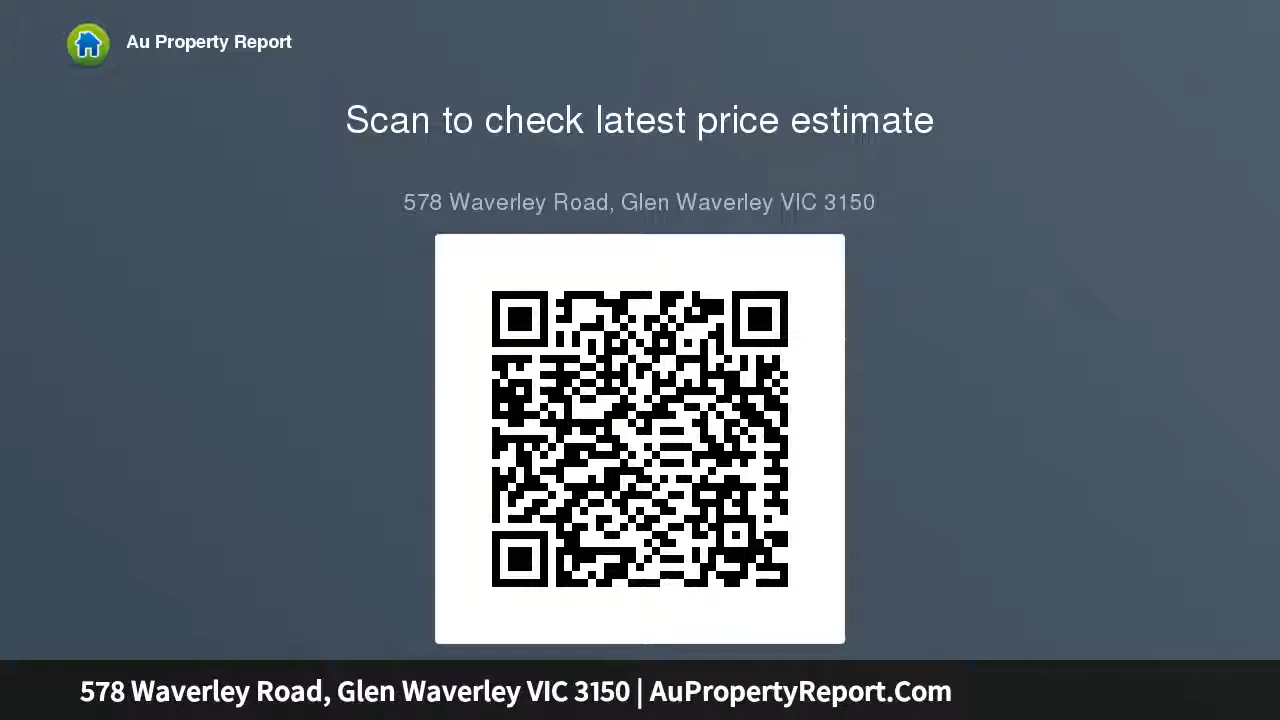 Au Property Report
Scan to check latest price estimate
578 Waverley Road, Glen Waverley VIC 3150
578 Waverley Road, Glen Waverley VIC 3150 | AuPropertyReport.Com